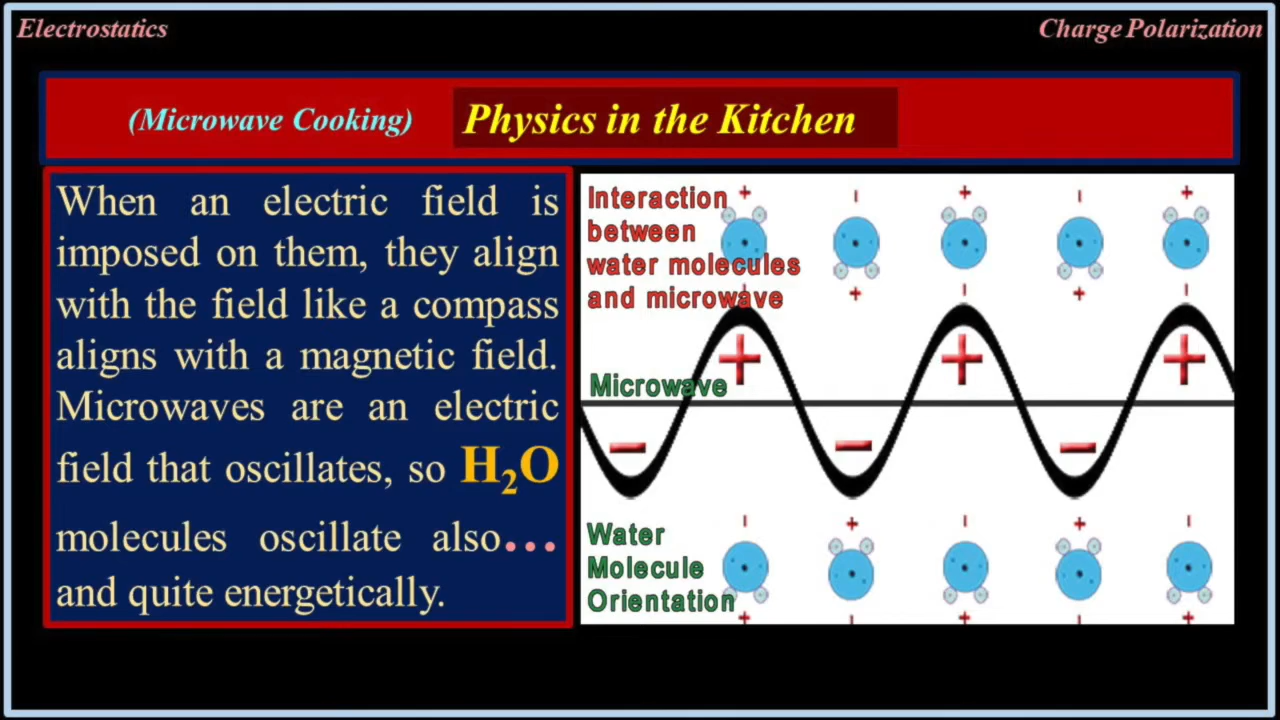 Electrostatics
Charge Polarization
(Microwave Cooking) Physics in the Kitchen
When an electric field is
imposed on them, they align
with the field like a compass
aligns with a magnetic field.
Microwaves are an electric
field that oscillates, so H₂O
molecules oscillate also...
and quite energetically.
Interaction
between
water molecules
and microwave
+ - + - +
- + - + -
+ + +
Microwave
- - -
Water
Molecule
Orientation
- + - + -
+ - + - +